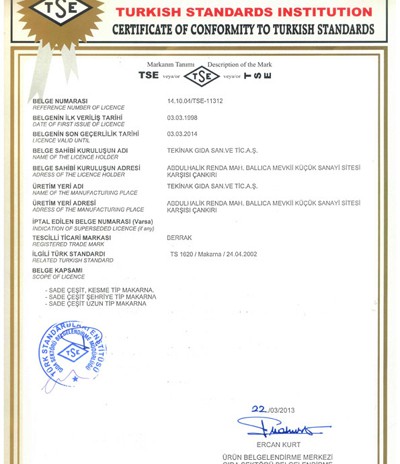 TSE
TURKISH STANDARDS INSTITUTION
CERTIFICATE OF CONFORMITY TO TURKISH STANDARDS
Markanın Tanımı Description of the Mark
TSE veya/or TSE veya/or TSE
BELGE NUMARASI 14.10.04/TSE-11312
REFERENCE NUMBER OF LICENCE
BELGENİN İLK VERİLİŞ TARİHİ 03.03.1998
DATE OF FIRST ISSUE OF LICENCE
BELGENİN SON GEÇERLİLİK TARİHİ 03.03.2014
LICENCE VALID UNTIL
BELGE SAHİBİ KURULUŞUN ADI TEKİNAK GIDA SAN.VE TİC.A.Ş.
NAME OF THE LICENCE HOLDER
BELGE SAHİBİ KURULUŞUN ADRESİ ABDULHALİK RENDA MAH. BALLICA MEVKİİ KÜÇÜK SANAYİ SİTESİ
ADRESS OF THE LICENCE HOLDER KARŞISI ÇANKIRI
ÜRETİM YERİ ADI TEKİNAK GIDA SAN.VE TİC.A.Ş.
NAME OF THE MANUFACTURING PLACE
ÜRETİM YERİ ADRESİ ABDULHALİK RENDA MAH. BALLICA MEVKİİ KÜÇÜK SANAYİ SİTESİ
ADRESS OF THE MANUFACTURING PLACE KARŞISI ÇANKIRI
İPTAL EDİLEN BELGE NUMARASI (Varsa)
INDICATION OF SUPERSEDED LICENCE (if any)
TESCİLLİ TİCARİ MARKASI BERRAK
REGISTERED TRADE MARK
İLGİLİ TÜRK STANDARDI TS 1620 / Makarna / 24.04.2002
RELATED TURKISH STANDARD
BELGE KAPSAMI
SCOPE OF LICENCE
- SADE ÇEŞİT, KESME TİP MAKARNA.
- SADE ÇEŞİT ŞEHRİYE TİP MAKARNA
- SADE ÇEŞİT UZUN TİP MAKARNA
TÜRK STANDARDLARI ENSTİTÜSÜ
TSE
22/03/2013
ERCAN KURT
ÜRÜN BELGELENDİRME MERKEZİ
GIDA SEKTÖRÜ BELGELENDİRME